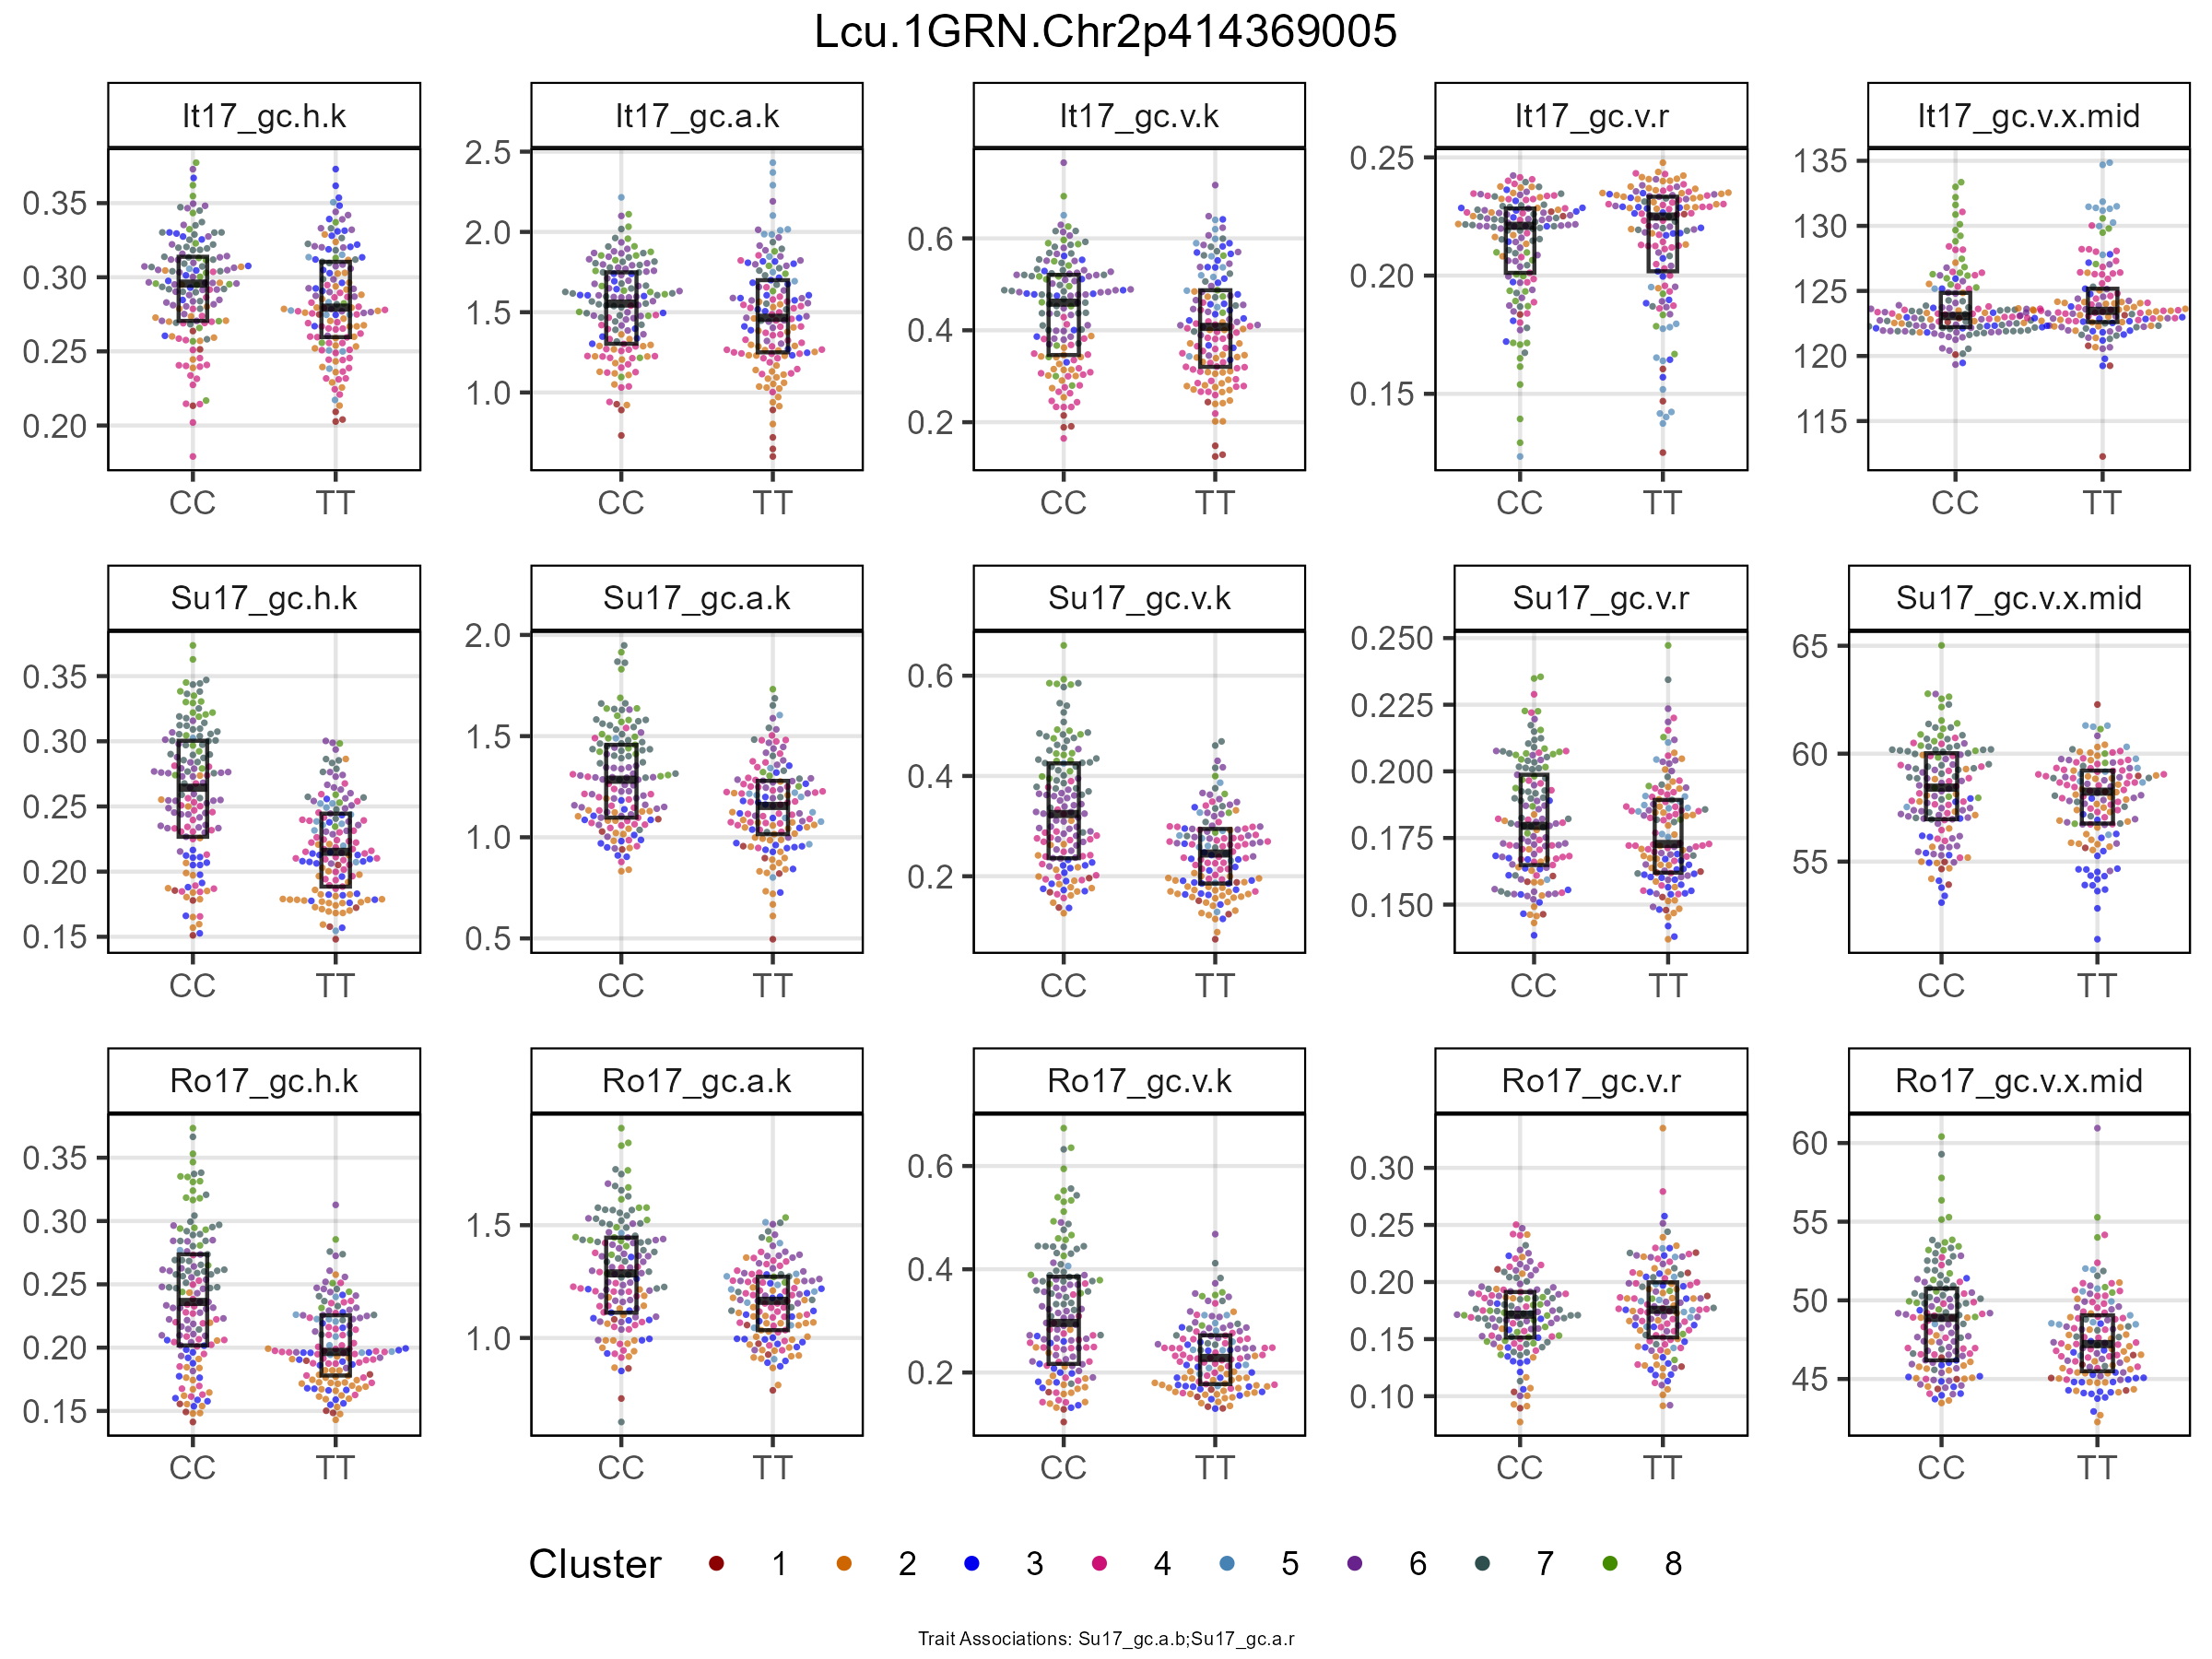 Lcu.1GRN.Chr2p414369005
It17_gc.h.k It17_gc.a.k It17_gc.v.k It17_gc.v.r It17_gc.v.x.mid
0.35 0.30 0.25 0.20
2.5 2.0 1.5 1.0
0.6 0.4 0.2
0.25 0.20 0.15
135 130 125 120 115
CC TT CC TT CC TT CC TT CC TT
Su17_gc.h.k Su17_gc.a.k Su17_gc.v.k Su17_gc.v.r Su17_gc.v.x.mid
0.35 0.30 0.25 0.20 0.15
2.0 1.5 1.0 0.5
0.6 0.4 0.2
0.250 0.225 0.200 0.175 0.150
65 60 55
CC TT CC TT CC TT CC TT CC TT
Ro17_gc.h.k Ro17_gc.a.k Ro17_gc.v.k Ro17_gc.v.r Ro17_gc.v.x.mid
0.35 0.30 0.25 0.20 0.15
1.5 1.0
0.6 0.4 0.2
0.30 0.25 0.20 0.15 0.10
60 55 50 45
CC TT CC TT CC TT CC TT CC TT
Cluster 1 2 3 4 5 6 7 8
Trait Associations: Su17_gc.a.b;Su17_gc.a.r